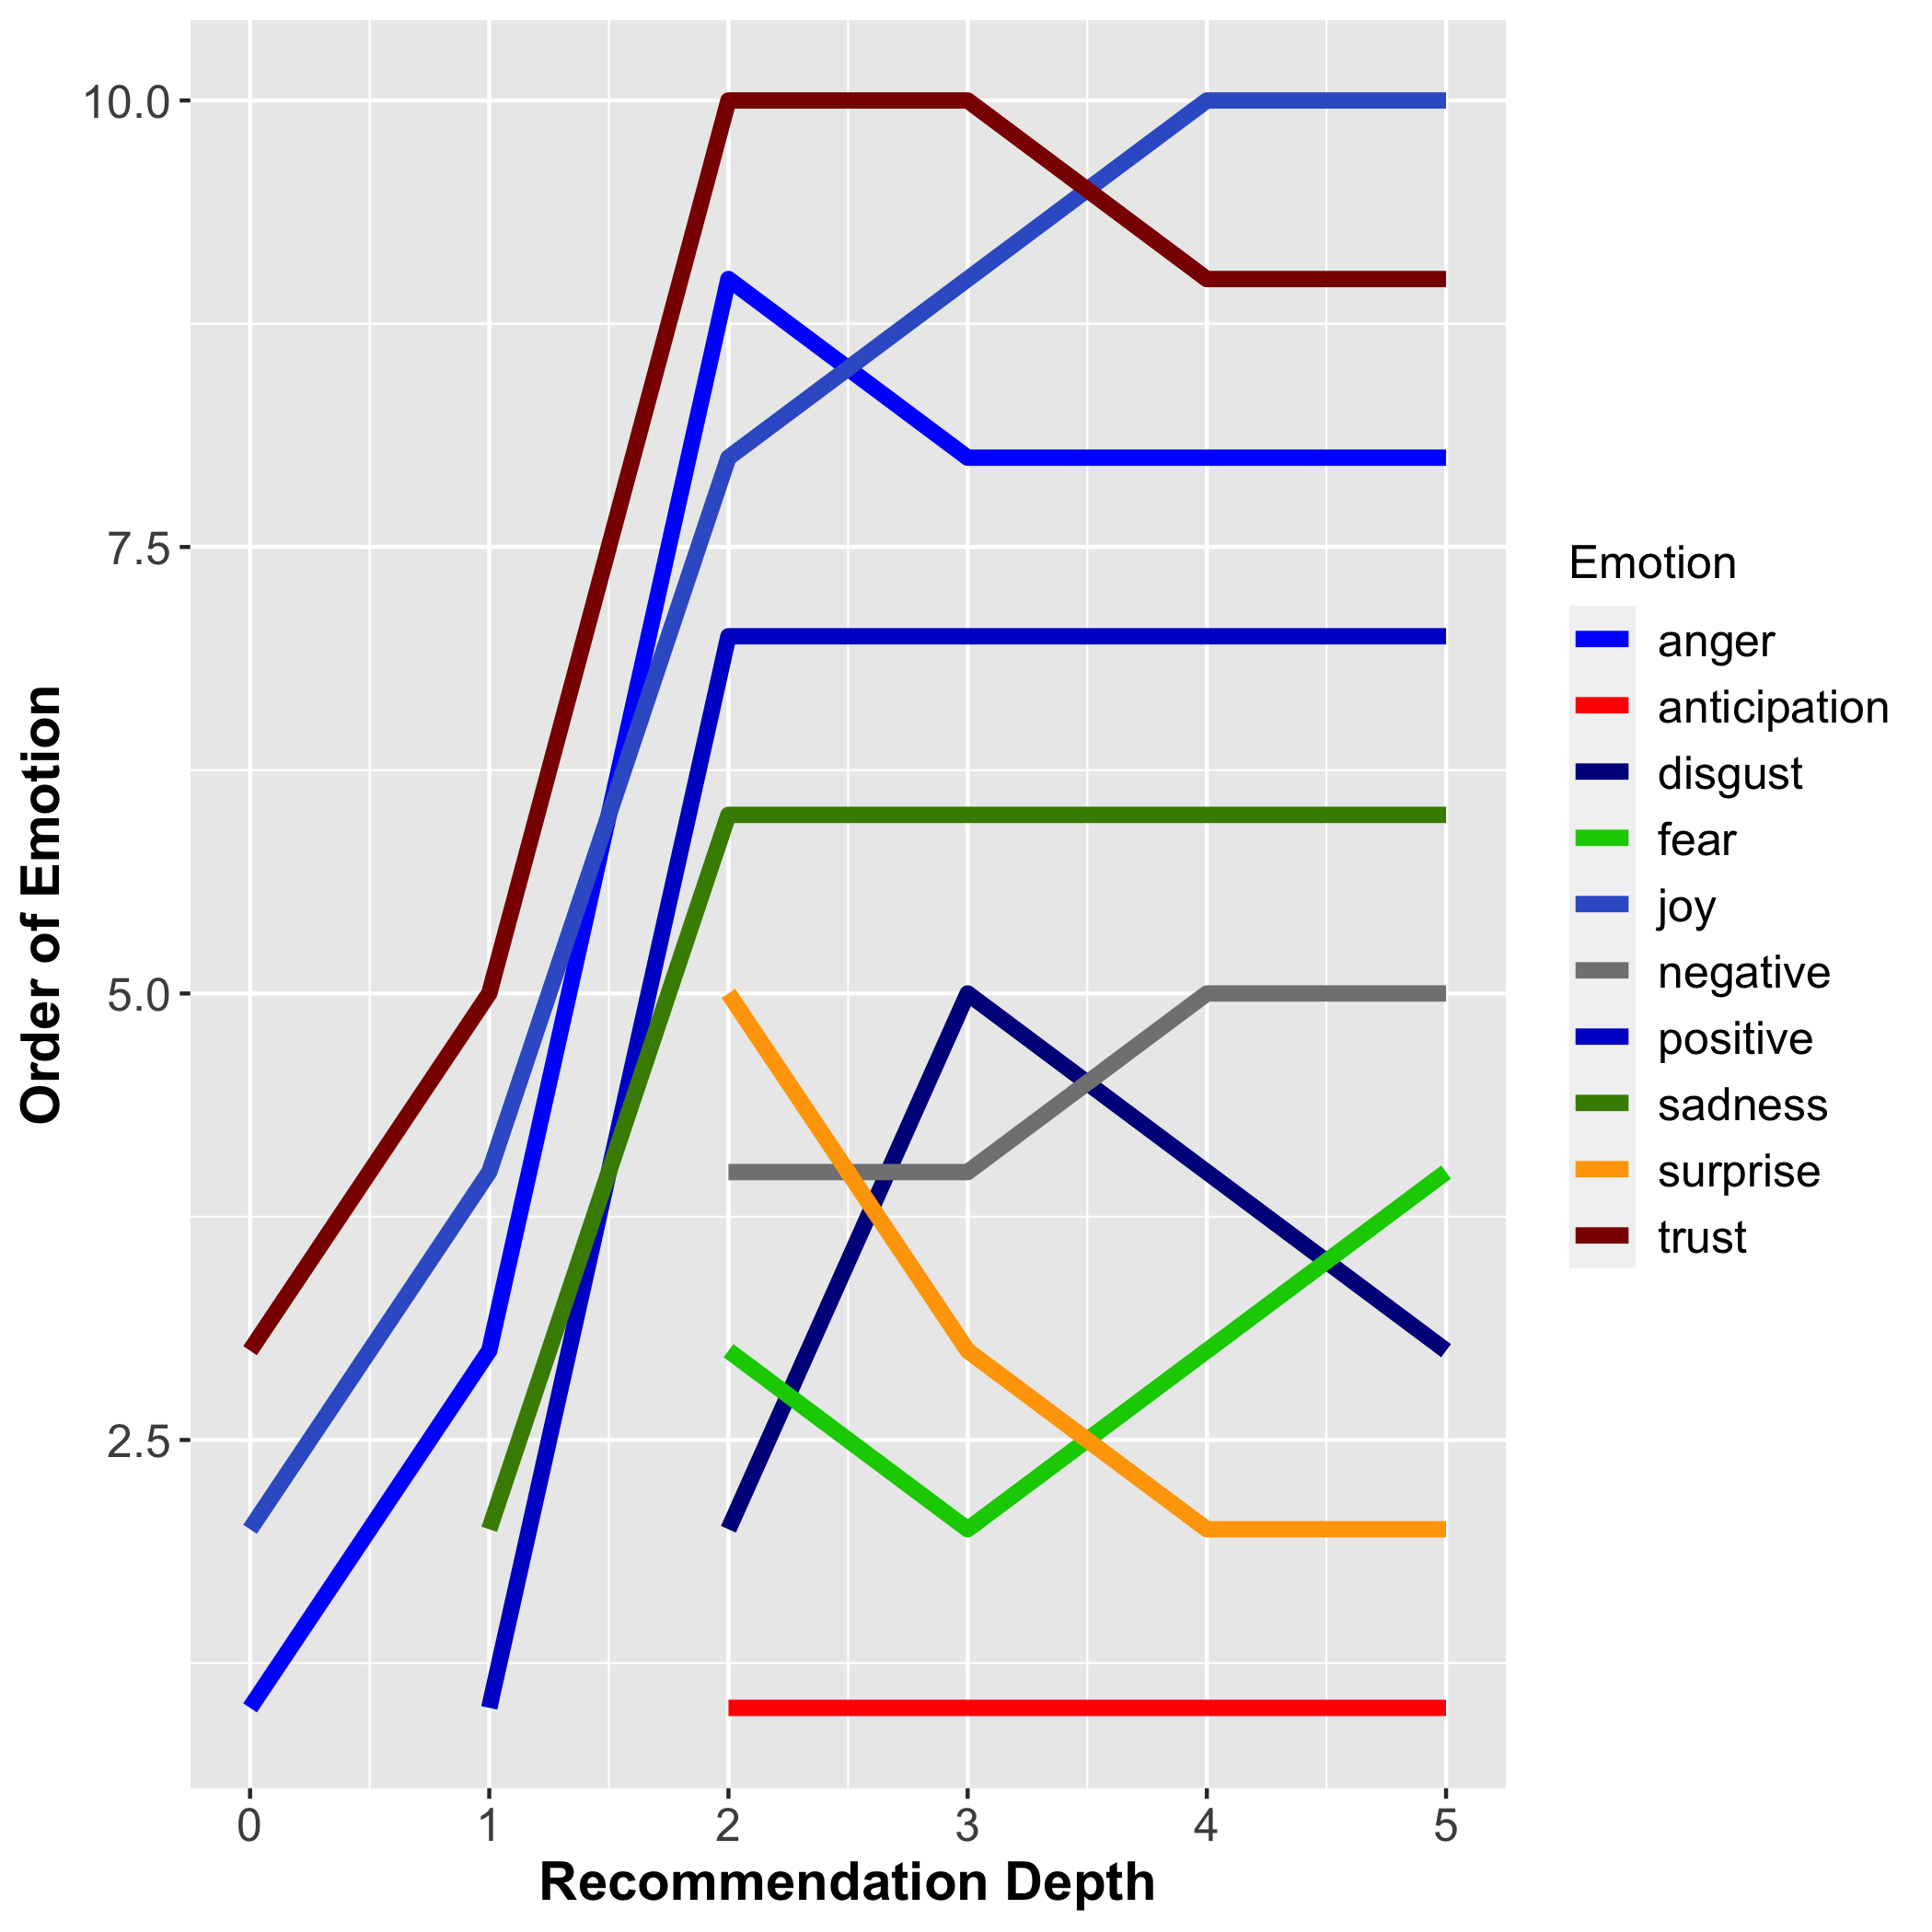 Order of Emotion
10.0
7.5
5.0
2.5
0 1 2 3 4 5
Recommendation Depth
Emotion
anger
anticipation
disgust
fear
joy
negative
positive
sadness
surprise
trust